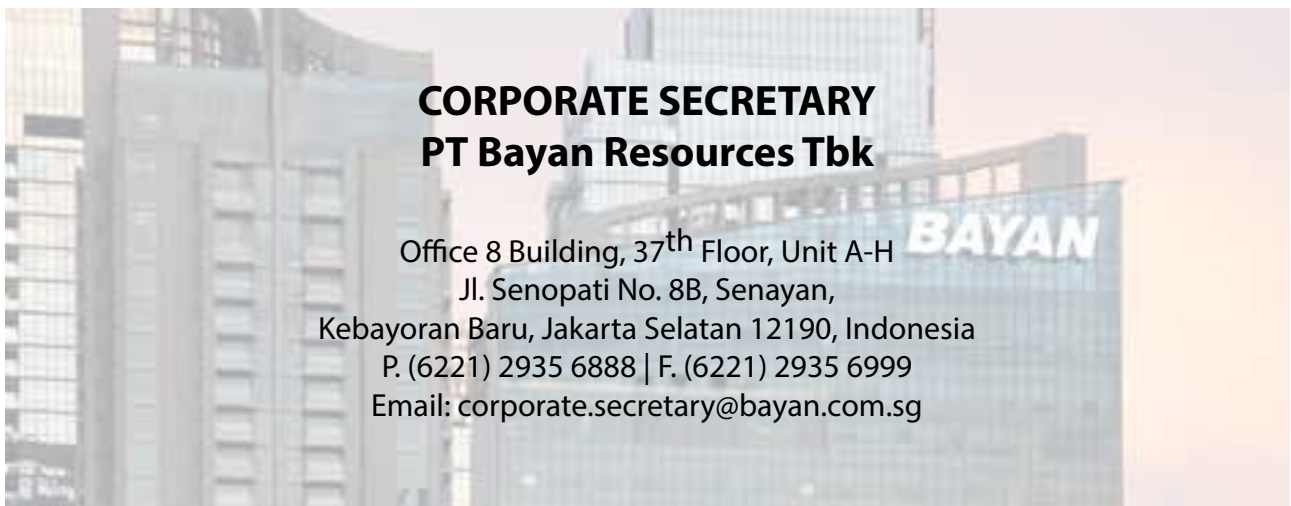 CORPORATE SECRETARY
PT Bayan Resources Tbk
BAYAN
Office 8 Building, 37th Floor, Unit A-H
Jl. Senopati No. 8B, Senayan,
Kebayoran Baru, Jakarta Selatan 12190, Indonesia
P. (6221) 2935 6888 | F. (6221) 2935 6999
Email: corporate.secretary@bayan.com.sg